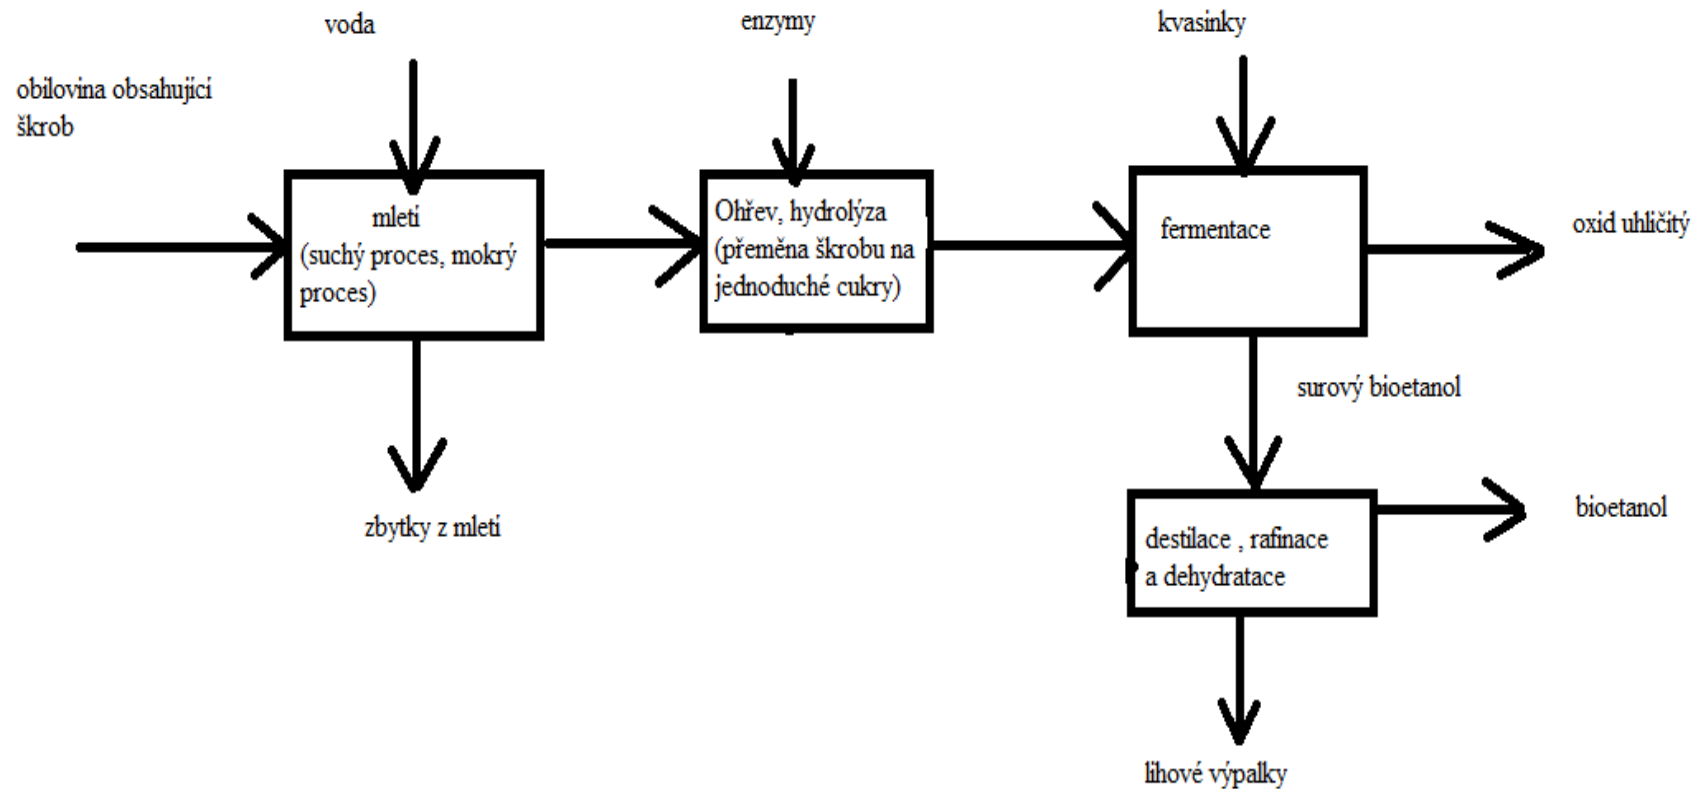 voda
enzymy
kvasinky
obilovina obsahující
škrob
mletí
(suchý proces, mokrý
proces)
Ohřev, hydrolýza
(přeměna škrobu na
jednoduché cukry)
fermentace
oxid uhličitý
surový bioetanol
zbytky z mletí
destilace , rafinace
a dehydratace
bioetanol
lihové výpalky